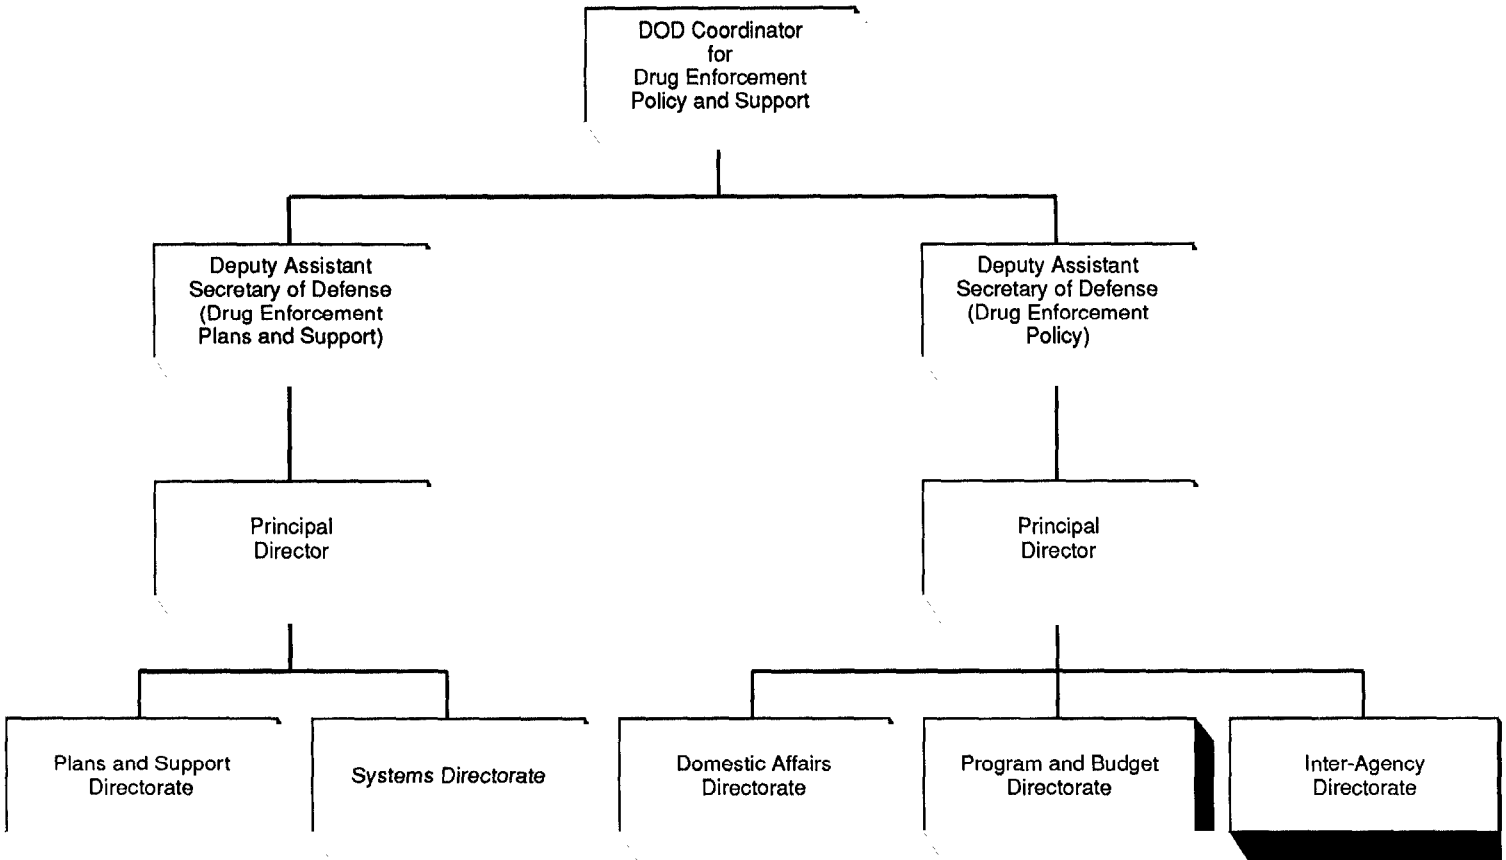 DOD Coordinator
for
Drug Enforcement
Policy and Support
Deputy Assistant
Secretary of Defense
(Drug Enforcement
Plans and Support)
Deputy Assistant
Secretary of Defense
(Drug Enforcement
Policy)
Principal
Director
Principal
Director
Plans and Support
Directorate
Systems Directorate
Domestic Affairs
Directorate
Program and Budget
Directorate
Inter-Agency
Directorate